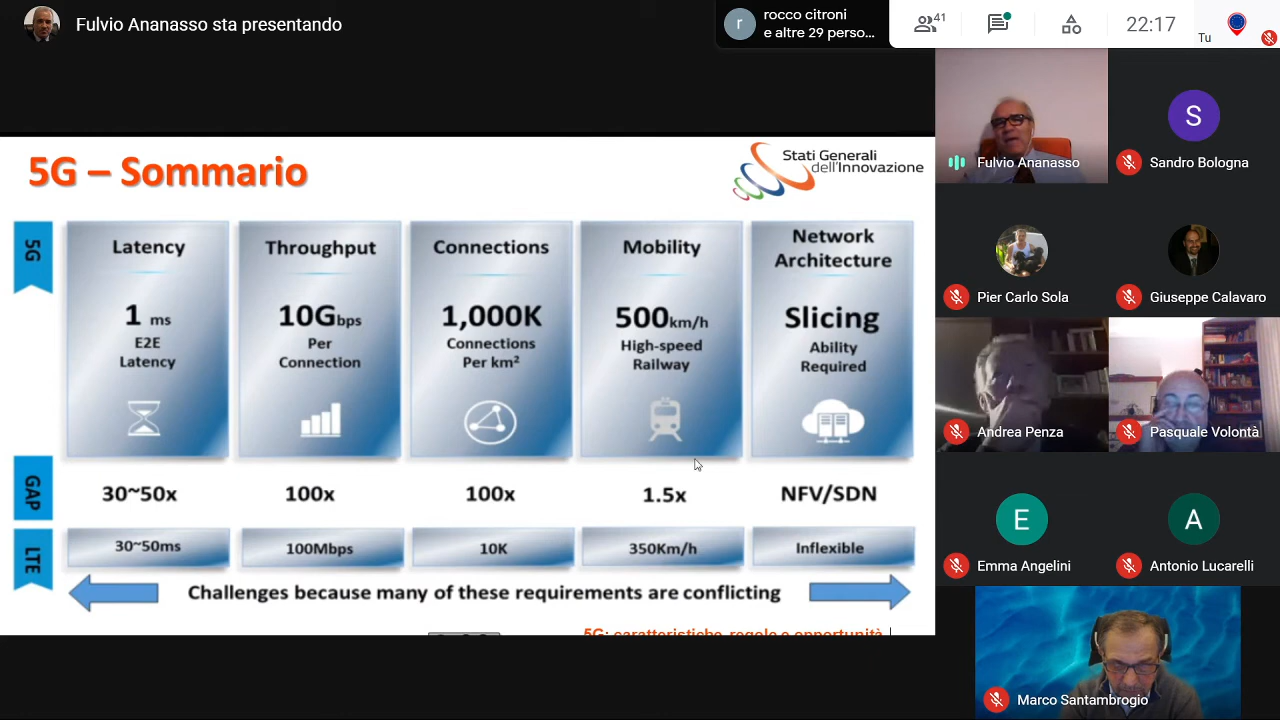 Fulvio Ananasso sta presentando
r
rocco citroni
e altre 29 perso...
41
22:17
Tu
5G – Sommario
Stati Generali
dell'Innovazione
5G
Latency
1 ms
E2E
Latency
Throughput
10Gbps
Per
Connection
Connections
1,000K
Connections
Per km²
Mobility
500km/h
High-speed
Railway
Network
Architecture
Slicing
Ability
Required
GAP
30~50x
100x
100x
1.5x
NFV/SDN
LTE
30~50ms
100Mbps
10K
350Km/h
Inflexible
Challenges because many of these requirements are conflicting
5G: caratteristiche, regole e opportunità
Fulvio Ananasso
S
Sandro Bologna
Pier Carlo Sola
Giuseppe Calavaro
Andrea Penza
Pasquale Volontà
E
Emma Angelini
A
Antonio Lucarelli
Marco Santambrogio